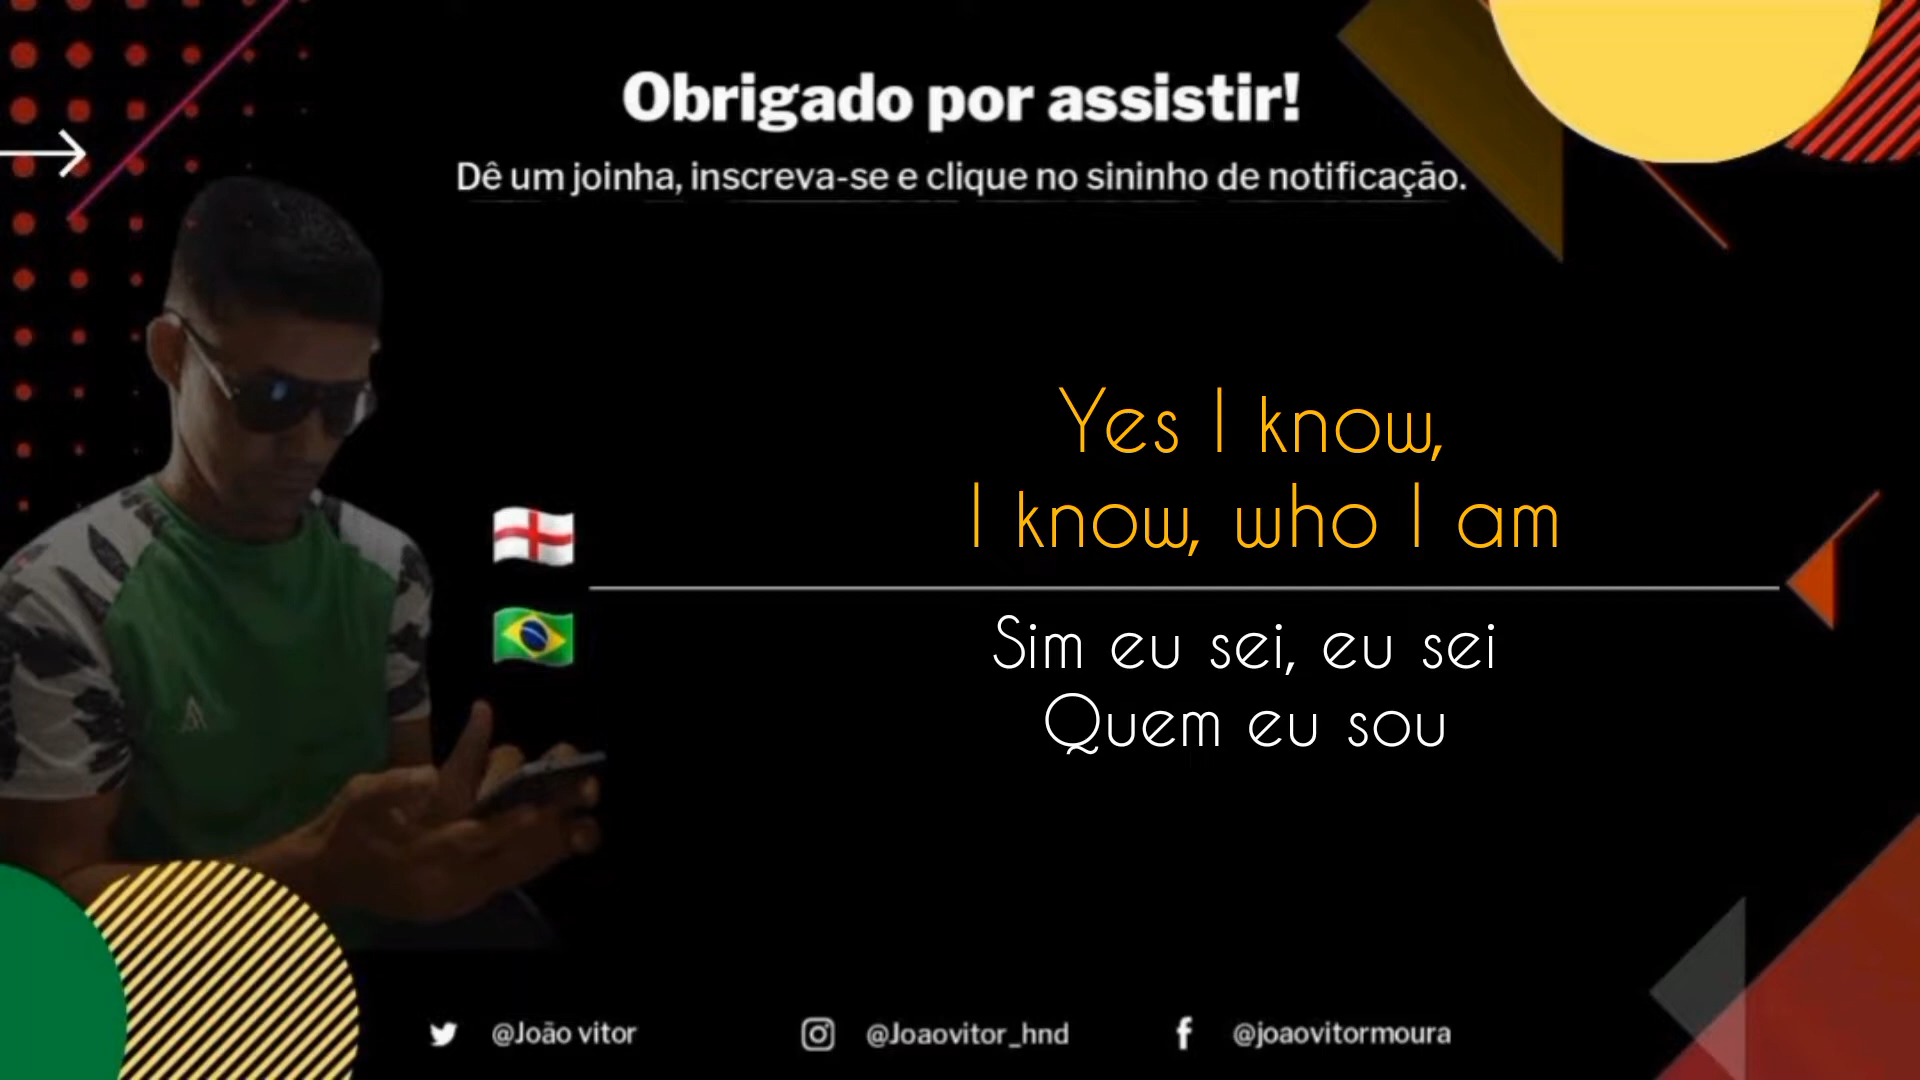 Obrigado por assistir!
Dê um joinha, inscreva-se e clique no sininho de notificação.
Yes I know,
I know, who I am
Sim eu sei, eu sei
Quem eu sou
@João vitor
@Joaovitor_hnd
@joaovitormoura